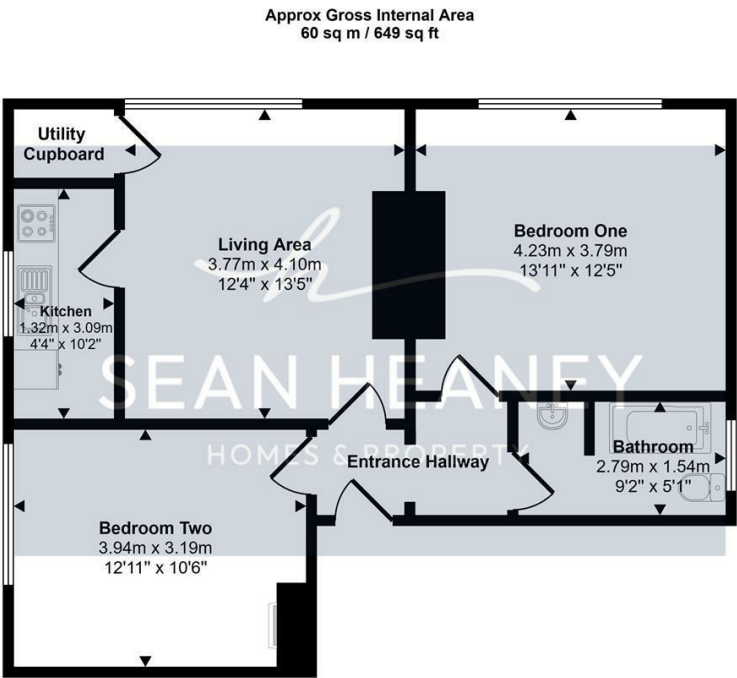 Approx Gross Internal Area
60 sq m / 649 sq ft
Utility
Cupboard
Living Area
3.77m x 4.10m
12'4" x 13'5"
Bedroom One
4.23m x 3.79m
13'11" x 12'5"
Kitchen
1.32m x 3.09m
4'4" x 10'2"
SEAN HEANEY
HOMES & PROPERTY
Entrance Hallway
Bathroom
2.79m x 1.54m
9'2" x 5'1"
Bedroom Two
3.94m x 3.19m
12'11" x 10'6"